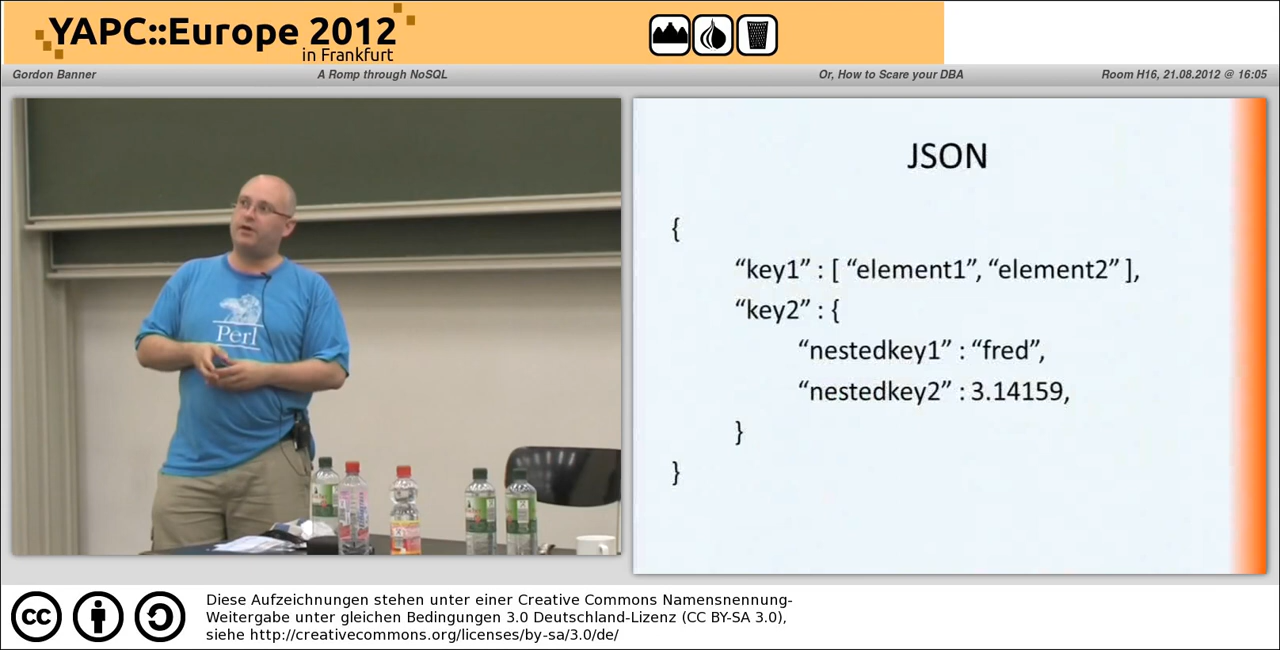 YAPC::Europe 2012
in Frankfurt
Gordon Banner
A Romp through NoSQL
Or, How to Scare your DBA
Room H16, 21.08.2012 @ 16:05
Perl
JSON
{
“key1” : [ “element1”, “element2” ],
“key2” : {
“nestedkey1” : “fred”,
“nestedkey2” : 3.14159,
}
}
cc
Diese Aufzeichnungen stehen unter einer Creative Commons Namensnennung-
Weitergabe unter gleichen Bedingungen 3.0 Deutschland-Lizenz (CC BY-SA 3.0),
siehe http://creativecommons.org/licenses/by-sa/3.0/de/